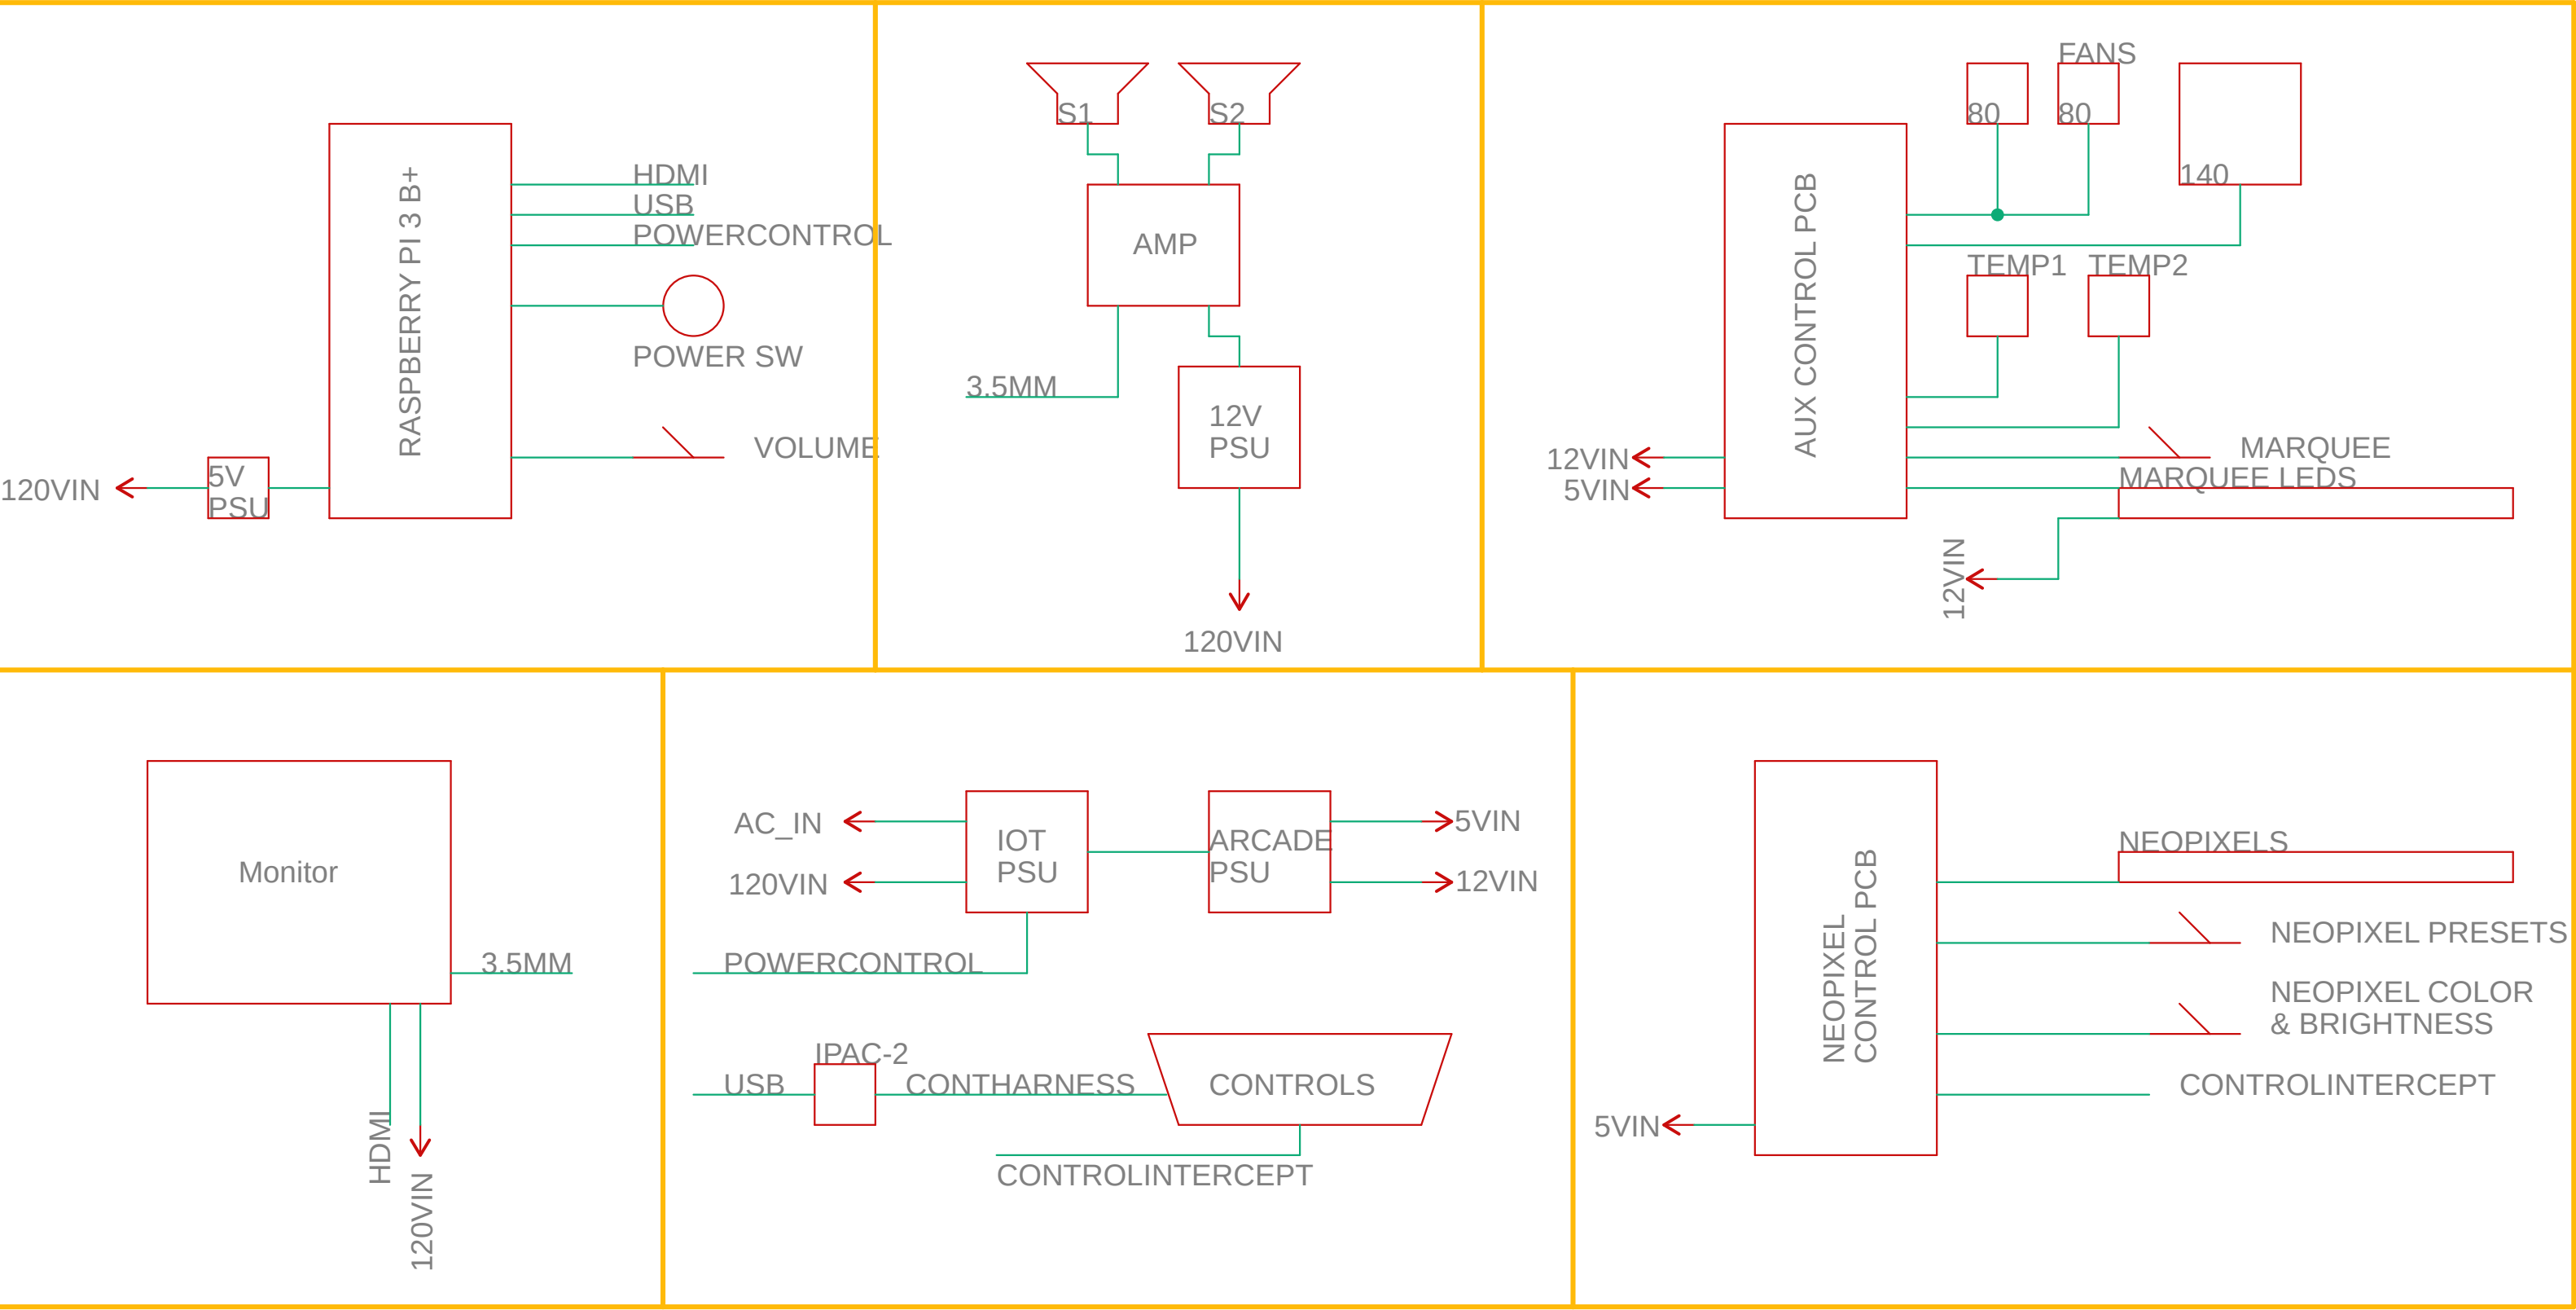 RASPBERRY PI 3 B+
HDMI
USB
POWERCONTROL
POWER SW
VOLUME
5V
PSU
120VIN
S1
S2
AMP
3.5MM
12V
PSU
120VIN
FANS
80
80
140
AUX CONTROL PCB
TEMP1
TEMP2
12VIN
5VIN
MARQUEE
MARQUEE LEDS
12VIN
Monitor
3.5MM
HDMI
120VIN
AC_IN
120VIN
IOT
PSU
ARCADE
PSU
5VIN
12VIN
POWERCONTROL
IPAC-2
USB
CONTHARNESS
CONTROLS
CONTROLINTERCEPT
NEOPIXEL
CONTROL PCB
NEOPIXELS
NEOPIXEL PRESETS
NEOPIXEL COLOR
& BRIGHTNESS
CONTROLINTERCEPT
5VIN